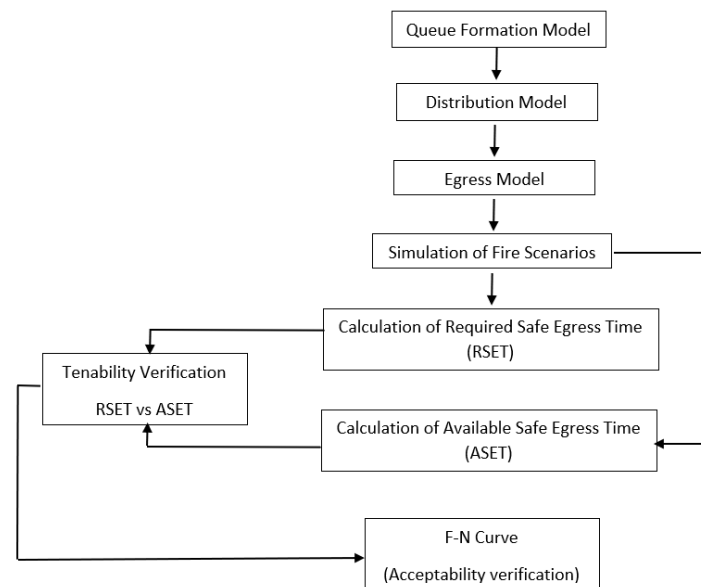 Queue Formation Model
Distribution Model
Egress Model
Simulation of Fire Scenarios
Calculation of Required Safe Egress Time
(RSET)
Tenability Verification
RSET vs ASET
Calculation of Available Safe Egress Time
(ASET)
F-N Curve
(Acceptability verification)